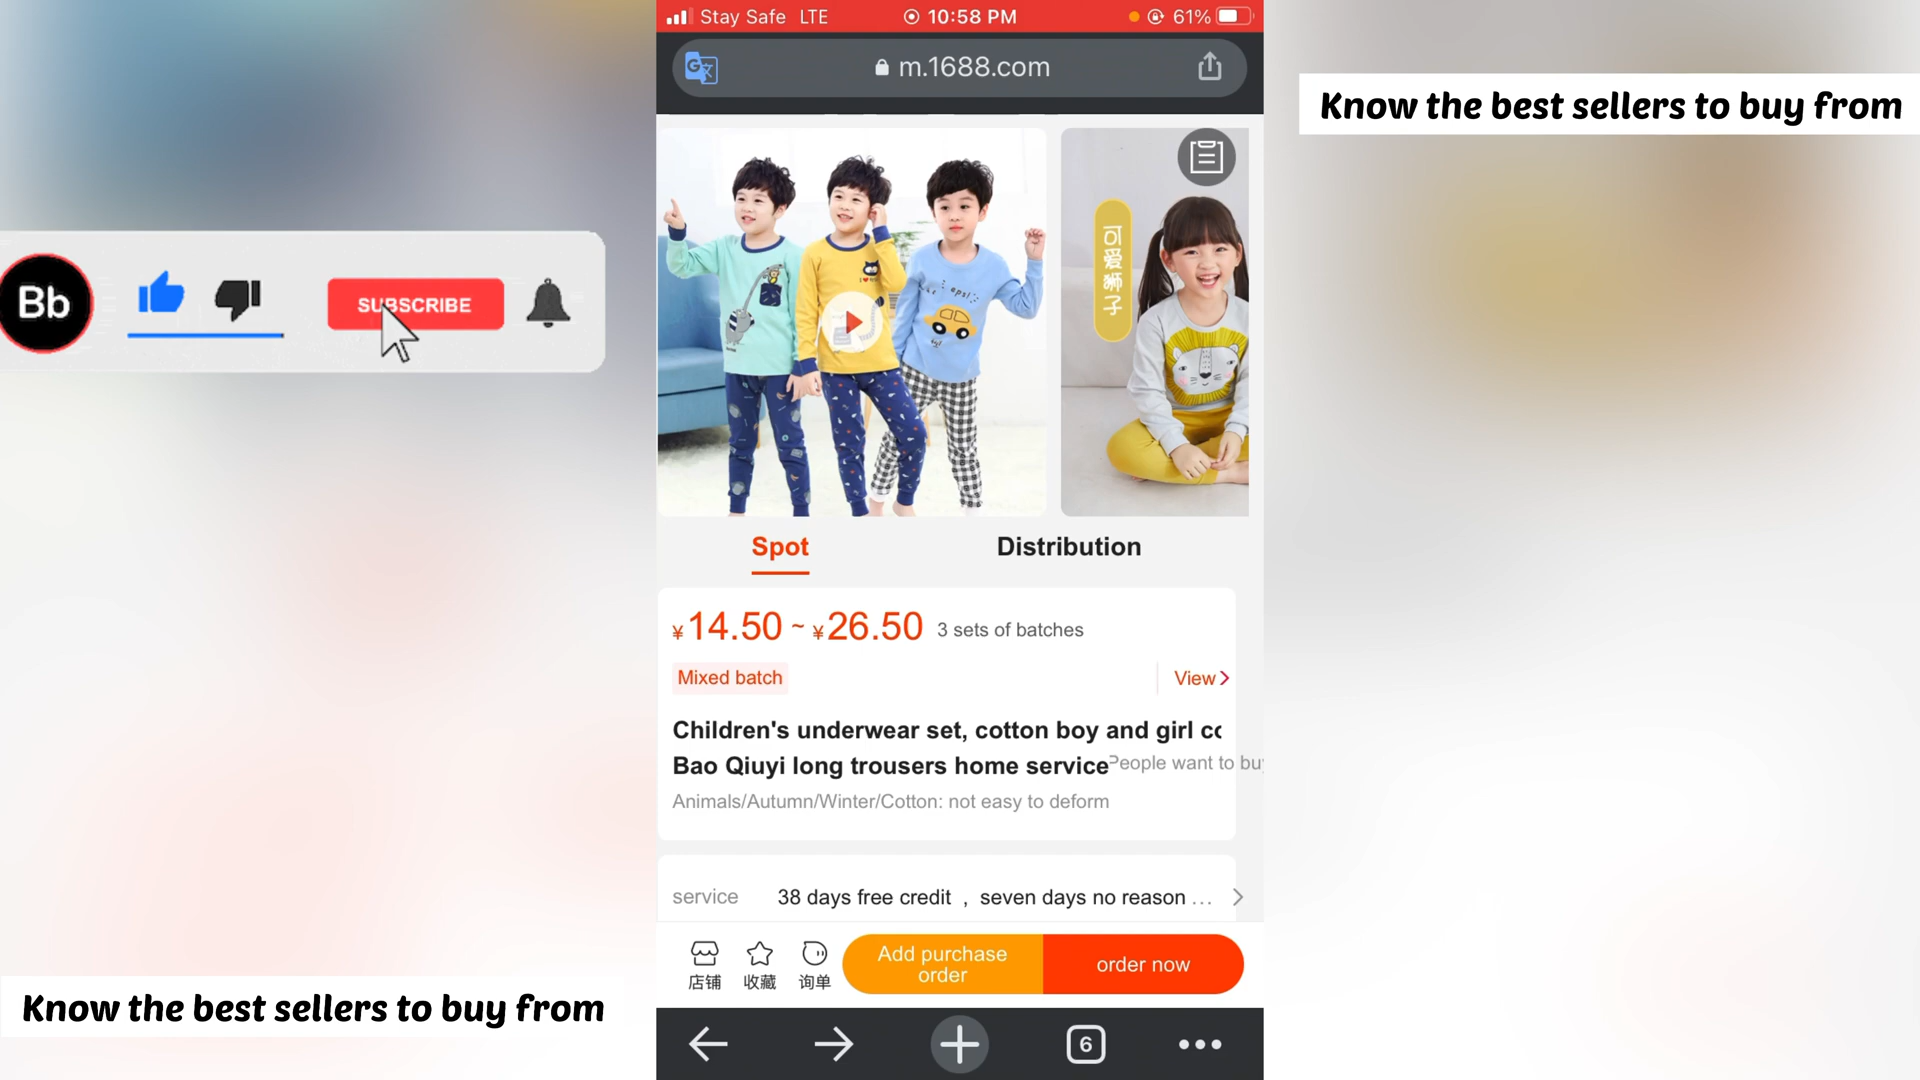 Stay Safe LTE 10:58 PM 61%
m.1688.com
Know the best sellers to buy from
可爱狮子
Bb
SUBSCRIBE
Spot Distribution
¥14.50 ~ ¥26.50 3 sets of batches
Mixed batch View
Children's underwear set, cotton boy and girl
Bao Qiuyi long trousers home service People want to buy
Animals/Autumn/Winter/Cotton: not easy to deform
service 38 days free credit , seven days no reason ...
店铺 收藏 询单
Add purchase
order
order now
Know the best sellers to buy from
6